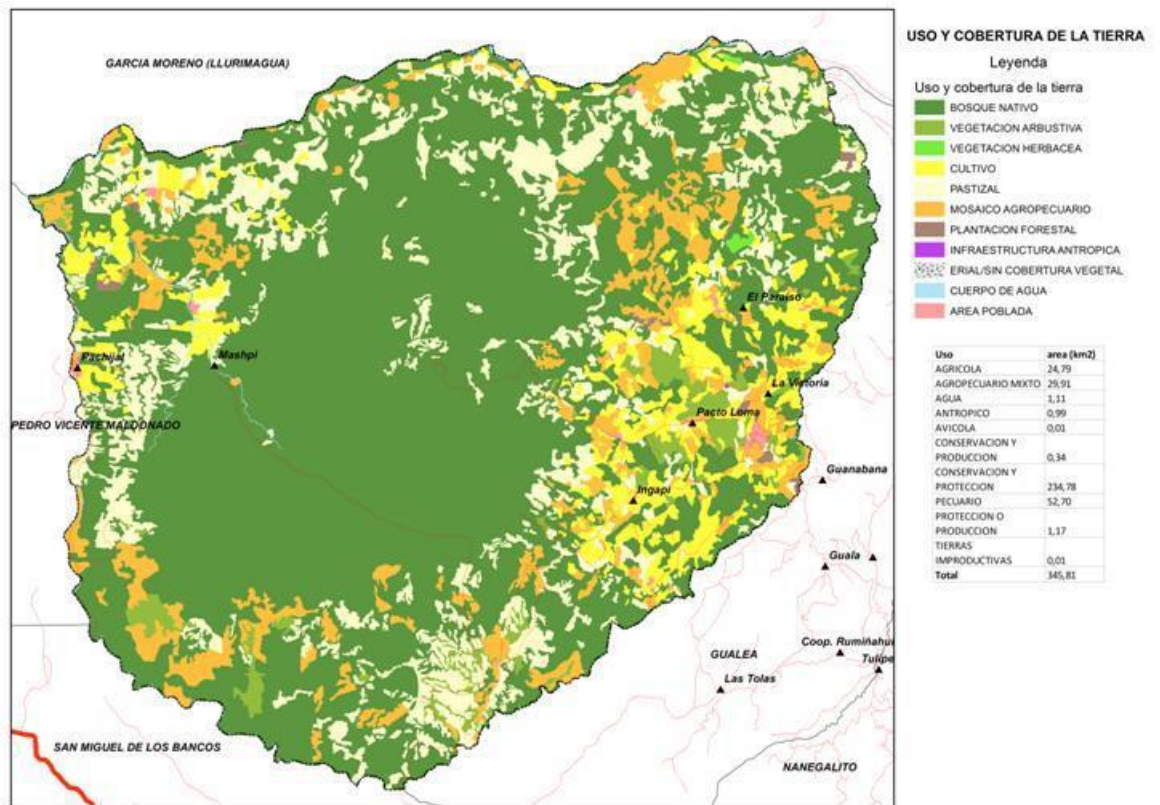 GARCIA MORENO (LLURIMAGUA)
El Paraiso
Pachijal
Mashpi
La Victoria
PEDRO VICENTE MALDONADO
Pacto Loma
Guanabana
Ingapi
Guala
Coop. Rumiñahui
GUALEA
Tulipe
Las Tolas
SAN MIGUEL DE LOS BANCOS
NANEGALITO
USO Y COBERTURA DE LA TIERRA
Leyenda
Uso y cobertura de la tierra
BOSQUE NATIVO
VEGETACION ARBUSTIVA
VEGETACION HERBACEA
CULTIVO
PASTIZAL
MOSAICO AGROPECUARIO
PLANTACION FORESTAL
INFRAESTRUCTURA ANTROPICA
ERIAL/SIN COBERTURA VEGETAL
CUERPO DE AGUA
AREA POBLADA
Uso area (km2)
AGRICOLA 24,79
AGROPECUARIO MIXTO 29,91
AGUA 1,11
ANTROPICO 0,99
AVICOLA 0,01
CONSERVACION Y
PRODUCCION 0,34
CONSERVACION Y
PROTECCION 234,78
PECUARIO 52,70
PROTECCION O
PRODUCCION 1,17
TIERRAS
IMPRODUCTIVAS 0,01
Total 345,81